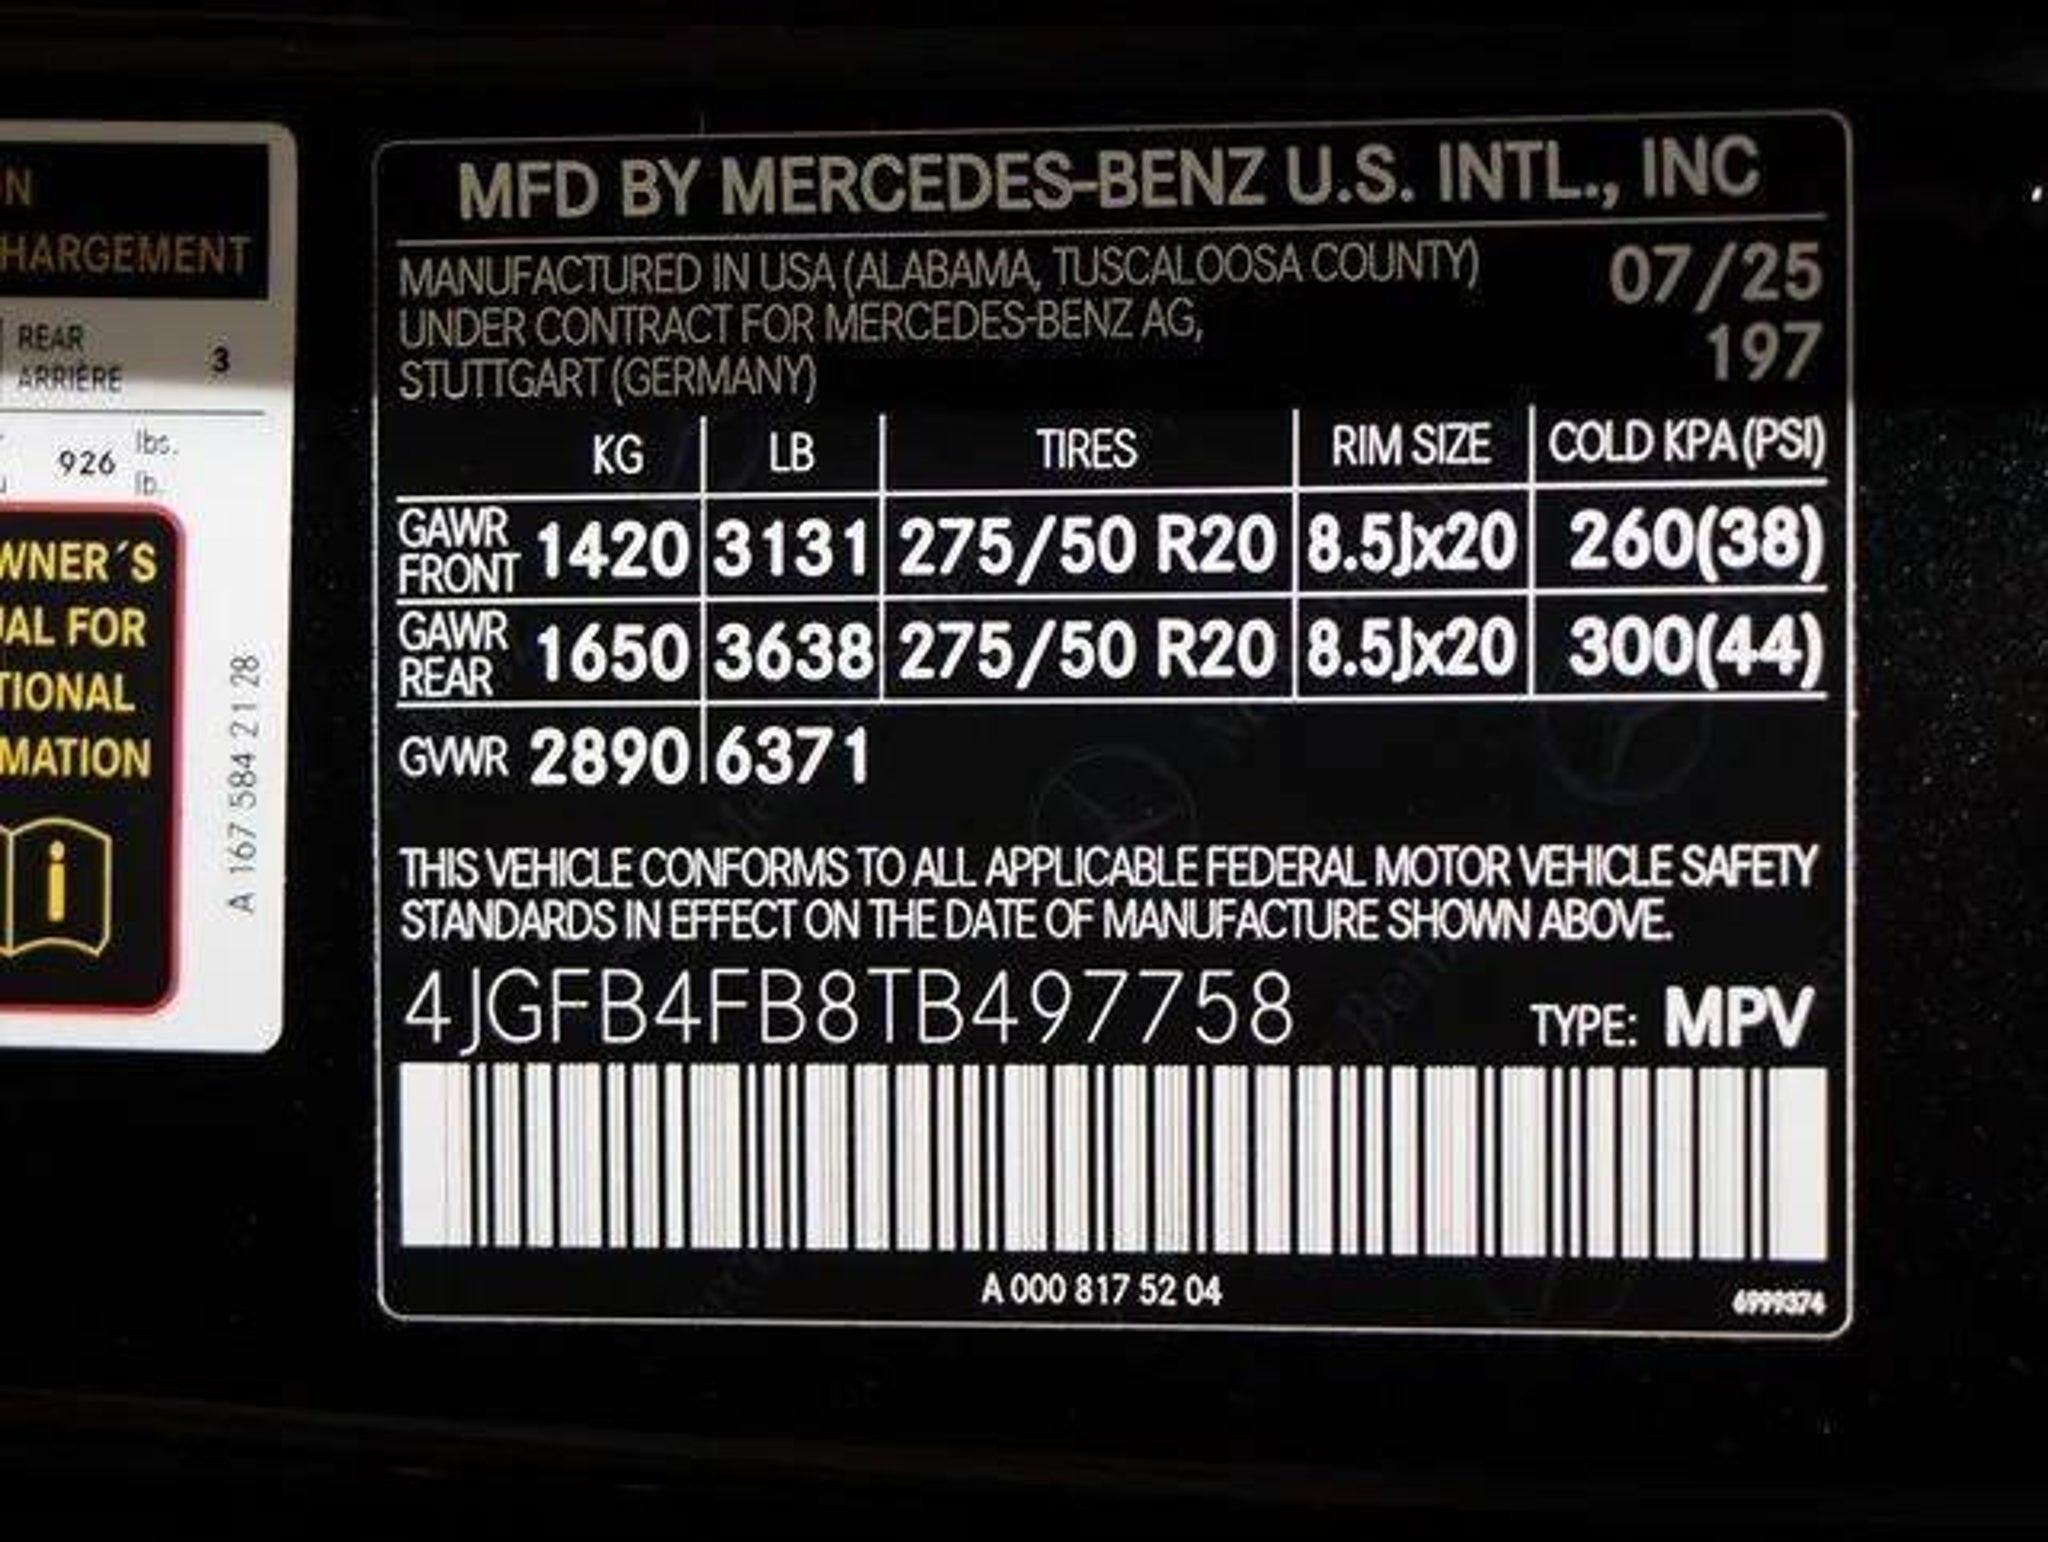 ON
HARGEMENT
REAR
ARRIÈRE 3
926 lbs.
lb.
WNER´S
UAL FOR
TIONAL
MATION
i
A 167 584 21 28
MFD BY MERCEDES-BENZ U.S. INTL., INC
MANUFACTURED IN USA (ALABAMA, TUSCALOOSA COUNTY) 07/25
UNDER CONTRACT FOR MERCEDES-BENZ AG,
STUTTGART (GERMANY) 197
KG LB TIRES RIM SIZE COLD KPA (PSI)
GAWR FRONT 1420 3131 275/50 R20 8.5Jx20 260(38)
GAWR REAR 1650 3638 275/50 R20 8.5Jx20 300(44)
GVWR 2890 6371
THIS VEHICLE CONFORMS TO ALL APPLICABLE FEDERAL MOTOR VEHICLE SAFETY
STANDARDS IN EFFECT ON THE DATE OF MANUFACTURE SHOWN ABOVE.
4JGFB4FB8TB497758 TYPE: MPV
A 000 817 52 04 6999374